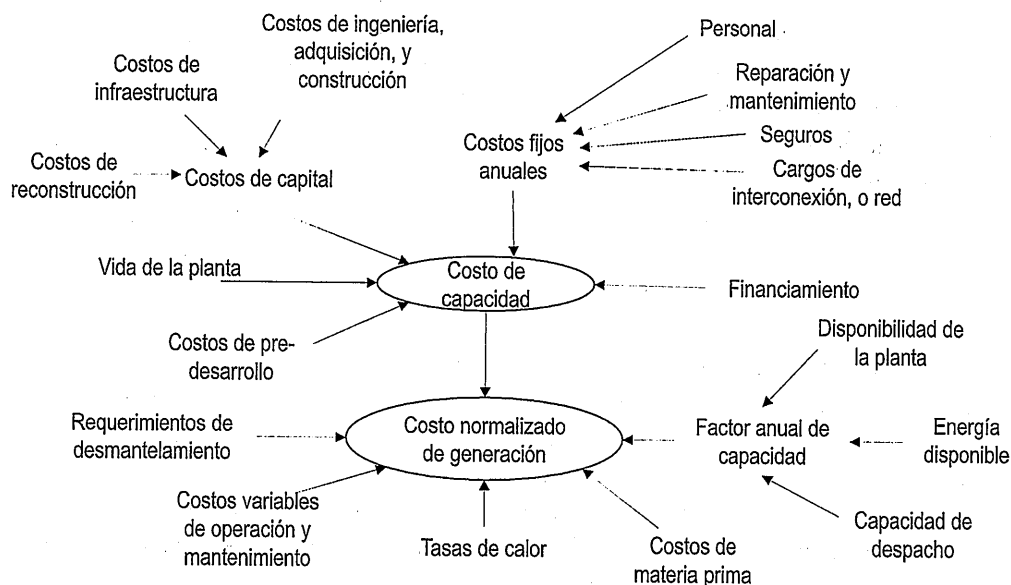 Costos de ingeniería,
adquisición, y
construcción
Personal
Costos de
infraestructura
Reparación y
mantenimiento
Costos fijos
anuales
Seguros
Costos de
reconstrucción
Costos de capital
Cargos de
interconexión, o red
Vida de la planta
Costo de
capacidad
Financiamiento
Costos de pre-
desarrollo
Disponibilidad de
la planta
Requerimientos de
desmantelamiento
Costo normalizado
de generación
Factor anual de
capacidad
Energía
disponible
Costos variables
de operación y
mantenimiento
Tasas de calor
Costos de
materia prima
Capacidad de
despacho